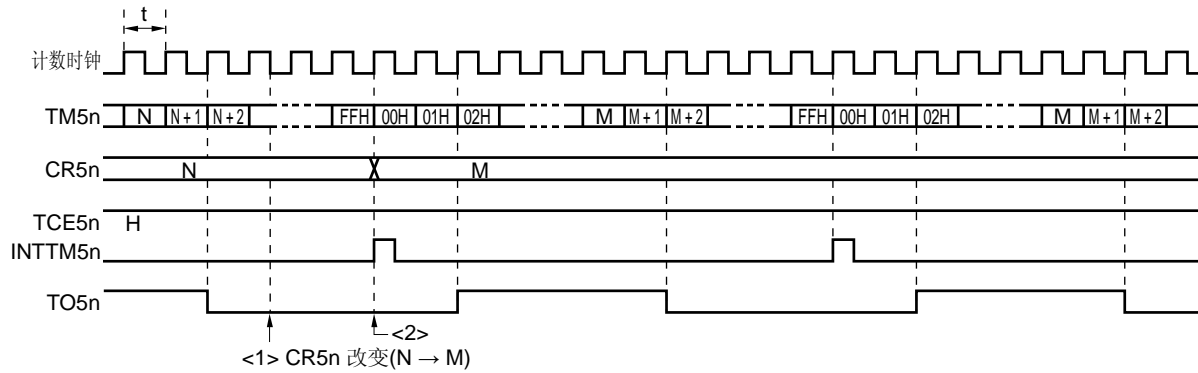 t
计数时钟
TM5n N N + 1 N + 2 FFH 00H 01H 02H M M + 1 M + 2 FFH 00H 01H 02H M M + 1 M + 2
CR5n N M
TCE5n H
INTTM5n
TO5n
<2>
<1> CR5n 改变(N → M)